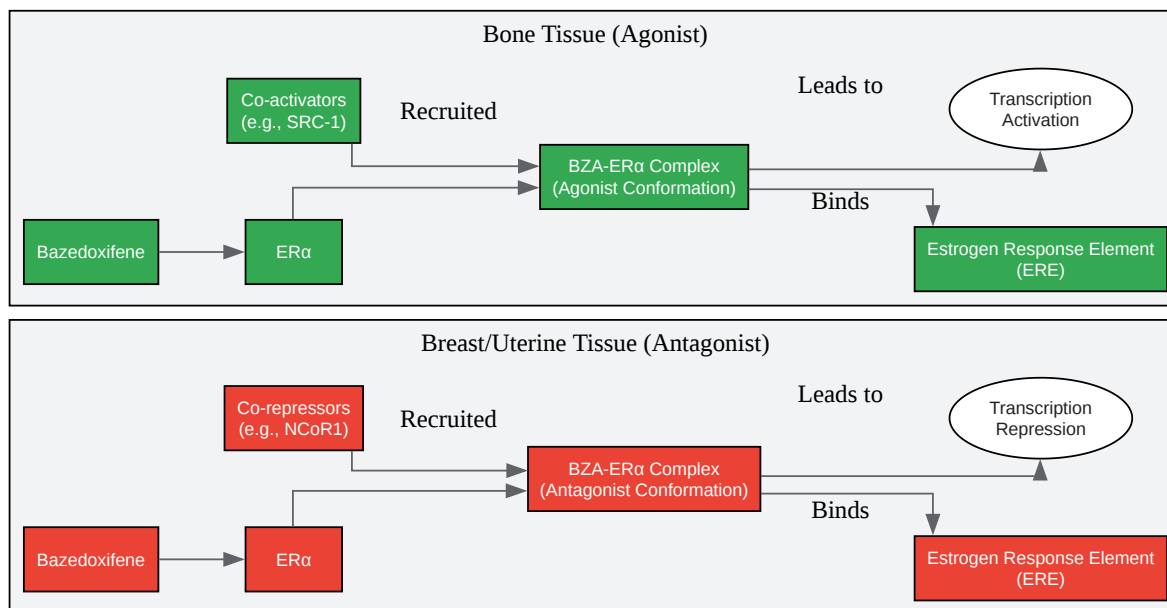 Bone Tissue (Agonist)
Co-activators
(e.g., SRC-1)
Recruited
Leads to
Transcription
Activation
BZA-ERα Complex
(Agonist Conformation)
Binds
Bazedoxifene
ERα
Estrogen Response Element
(ERE)
Breast/Uterine Tissue (Antagonist)
Co-repressors
(e.g., NCoR1)
Recruited
Leads to
Transcription
Repression
BZA-ERα Complex
(Antagonist Conformation)
Binds
Bazedoxifene
ERα
Estrogen Response Element
(ERE)